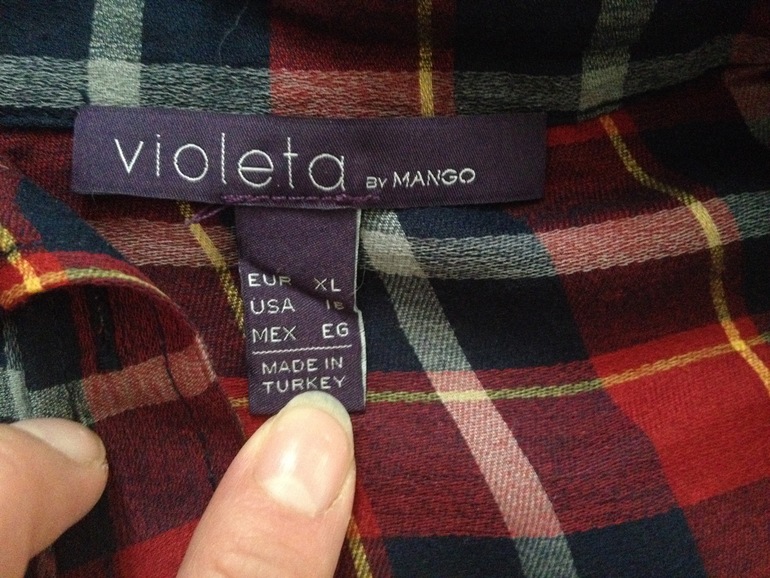 violeta BY MANGO
EUR XL
USA
MEX EG
MADE IN
TURKEY